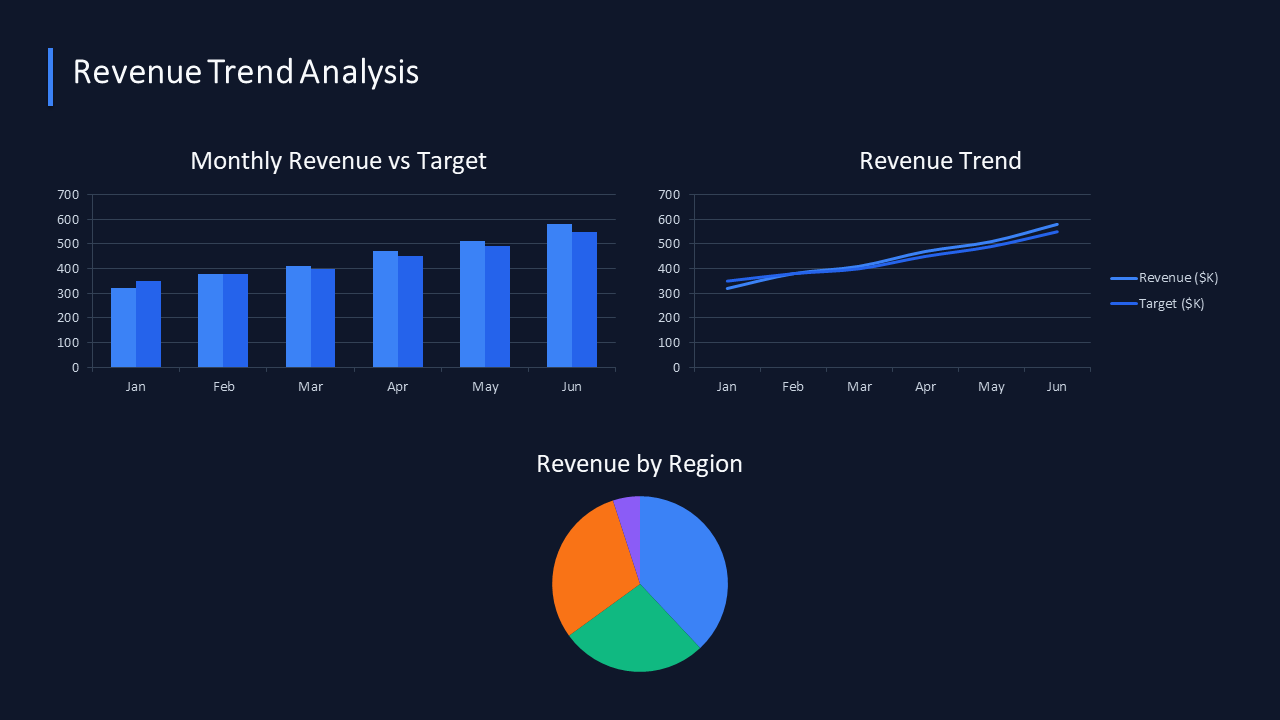 Revenue Trend Analysis
Monthly Revenue vs Target
700
600
500
400
300
200
100
0
Jan Feb Mar Apr May Jun
Revenue Trend
700
600
500
400
300
200
100
0
Jan Feb Mar Apr May Jun
Revenue ($K)
Target ($K)
Revenue by Region